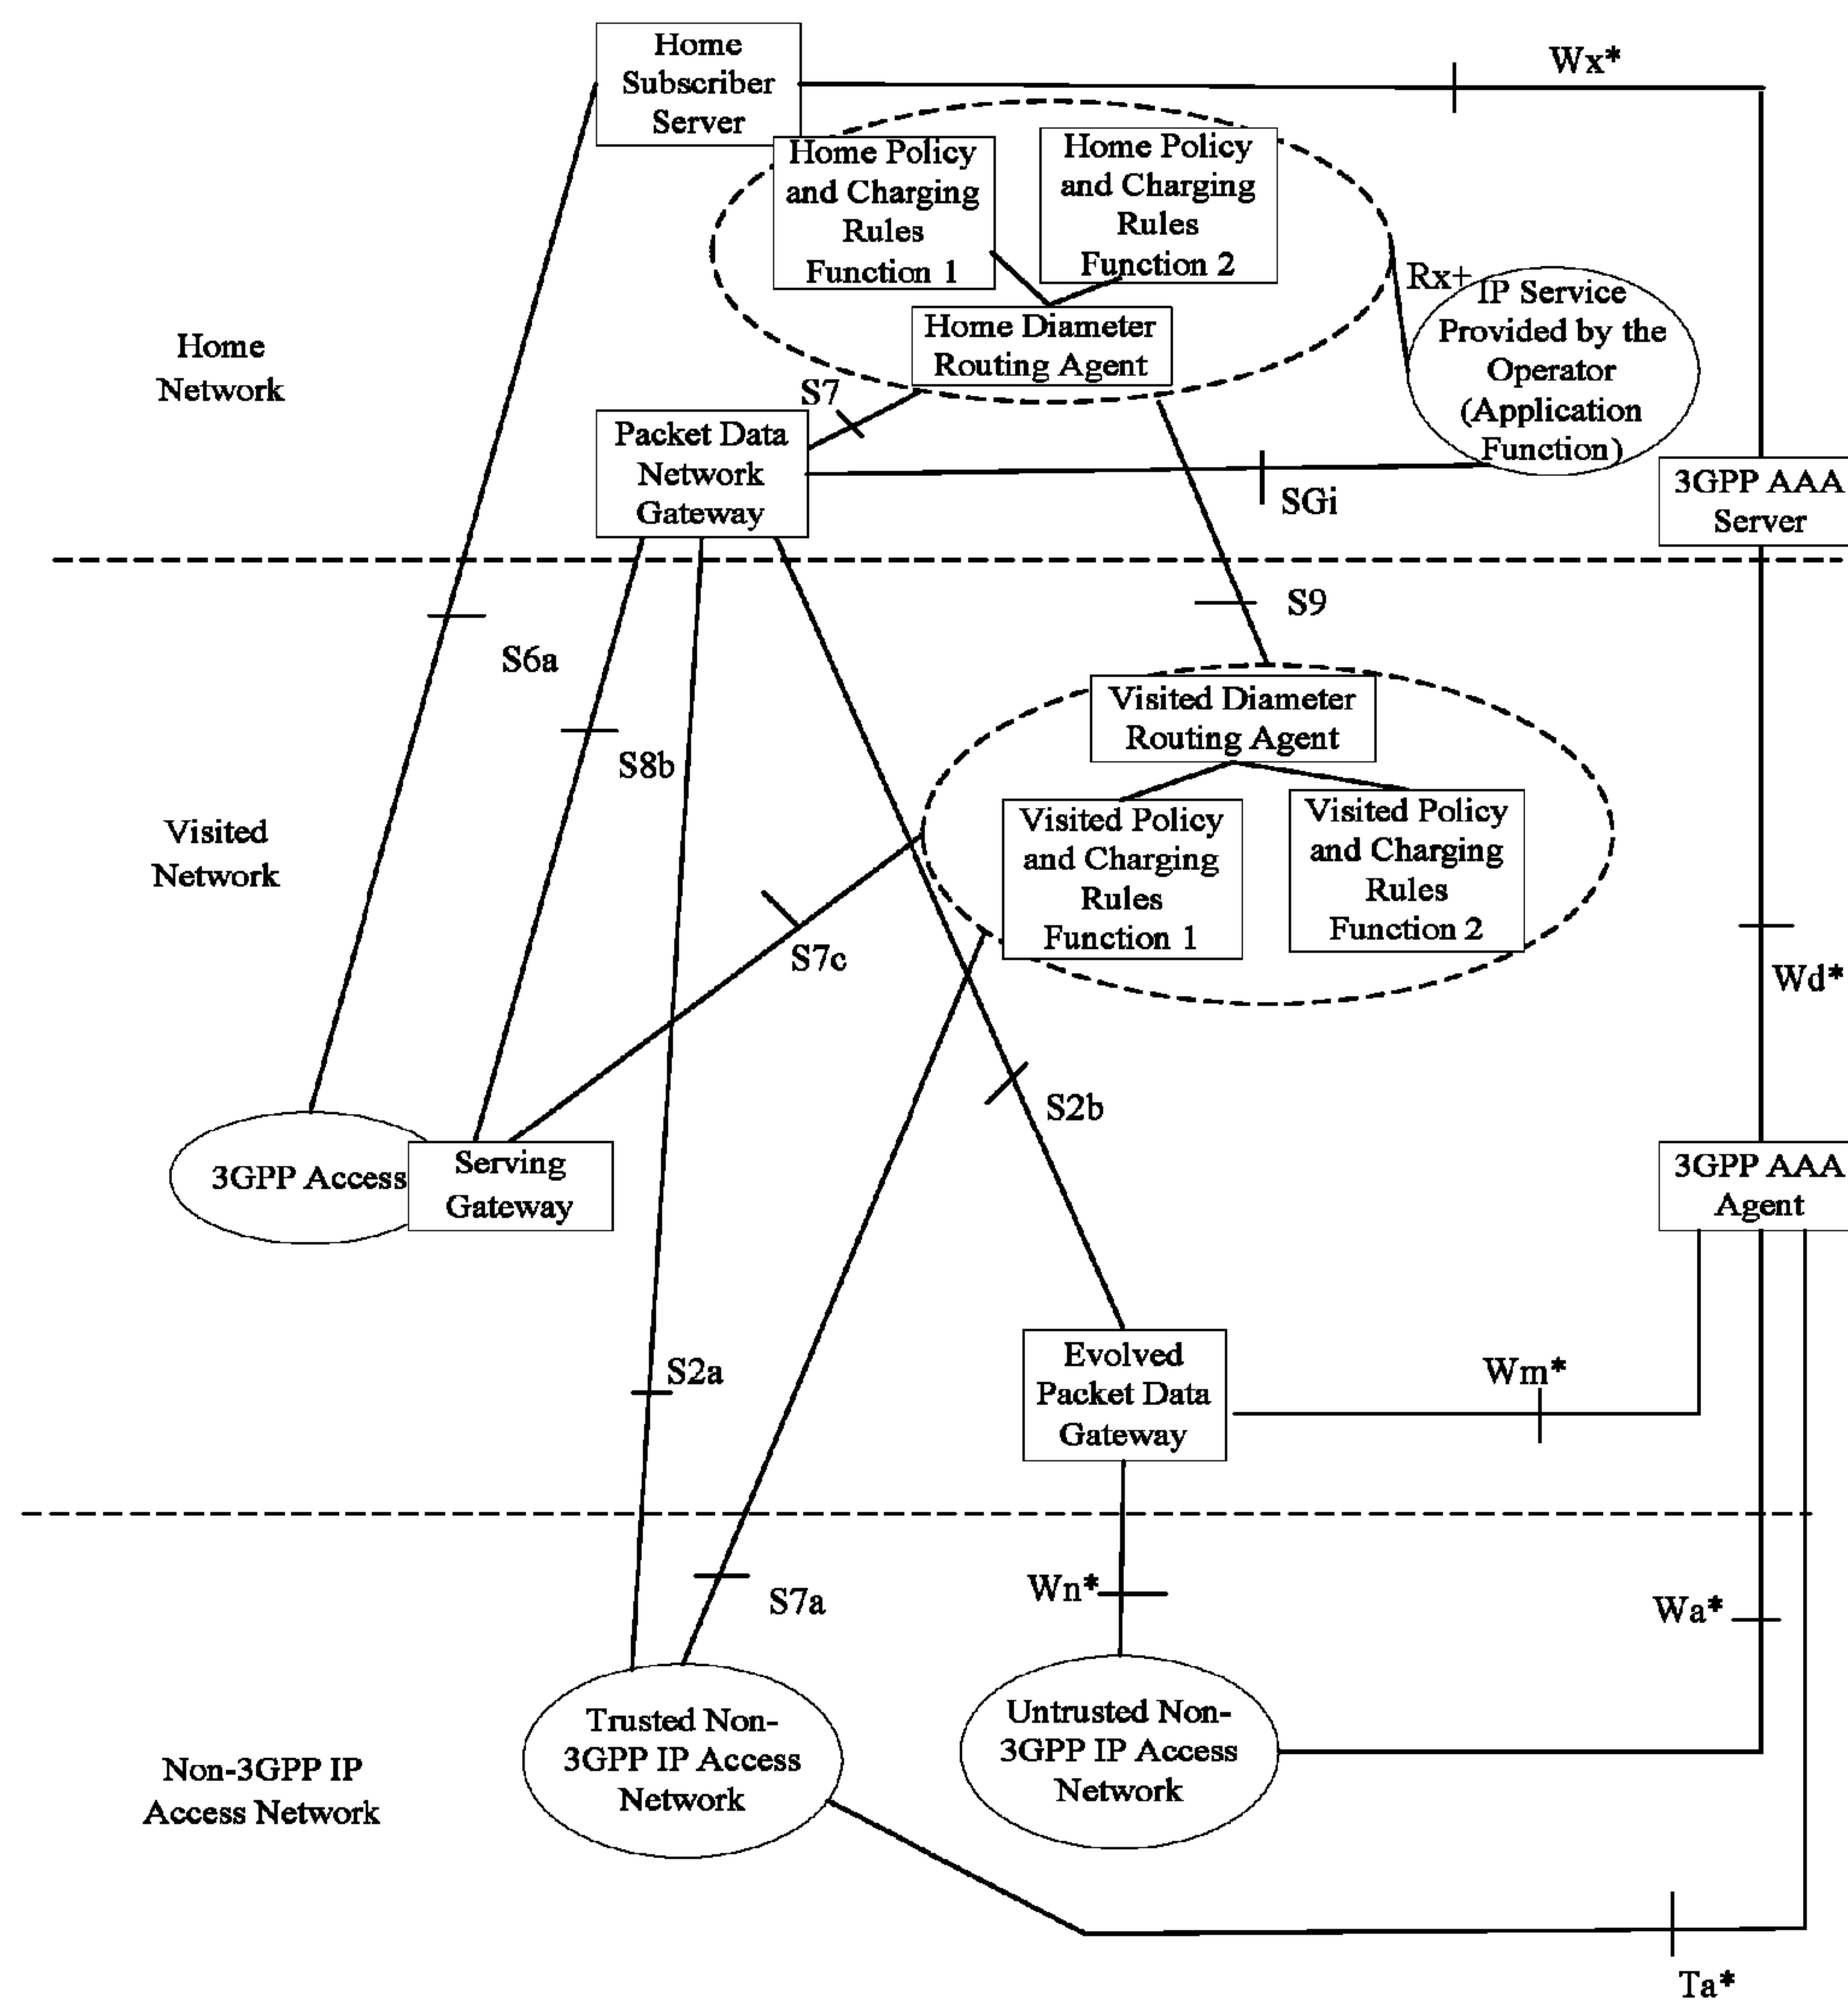 Home
Subscriber
Server
Wx*
Home Policy
and Charging
Rules
Function 1
Home Policy
and Charging
Rules
Function 2
Home Diameter
Routing Agent
Rx+
IP Service
Provided by the
Operator
(Application
Function)
Home
Network
S7
Packet Data
Network
Gateway
SGi
3GPP AAA
Server
S9
S6a
S8b
Visited Diameter
Routing Agent
Visited Policy
and Charging
Rules
Function 1
Visited Policy
and Charging
Rules
Function 2
Visited
Network
S7c
Wd*
S2b
3GPP Access
Serving
Gateway
3GPP AAA
Agent
Evolved
Packet Data
Gateway
S2a
Wm*
S7a
Wn*
Wa*
Trusted Non-
3GPP IP Access
Network
Untrusted Non-
3GPP IP Access
Network
Non-3GPP IP
Access Network
Ta*